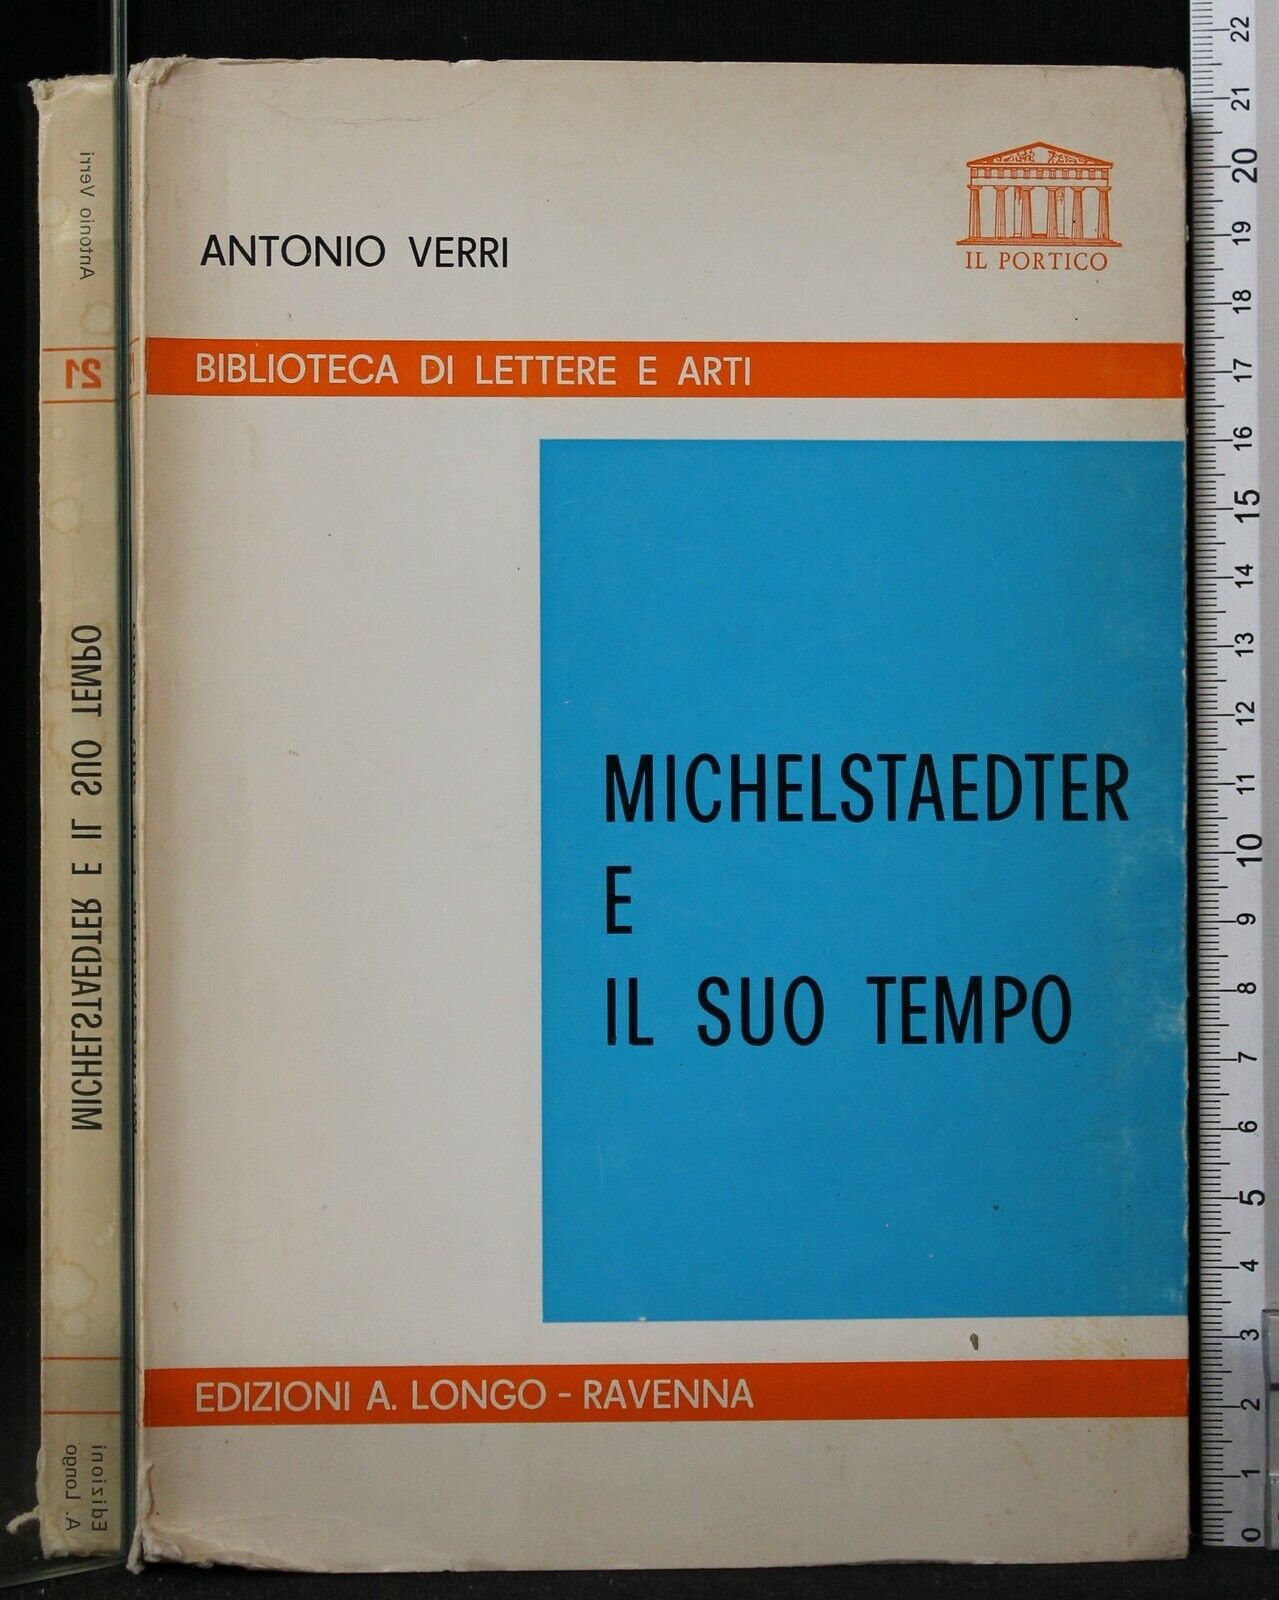 ANTONIO VERRI
IL PORTICO
BIBLIOTECA DI LETTERE E ARTI
MICHELSTAEDTER
E
IL SUO TEMPO
EDIZIONI A. LONGO - RAVENNA
Antonio Verri
21
MICHELSTAEDTER E IL SUO TEMPO
Edizioni
A. Longo
22
21
20
19
18
17
16
15
14
13
12
11
10
9
8
7
6
5
4
3
2
1
0